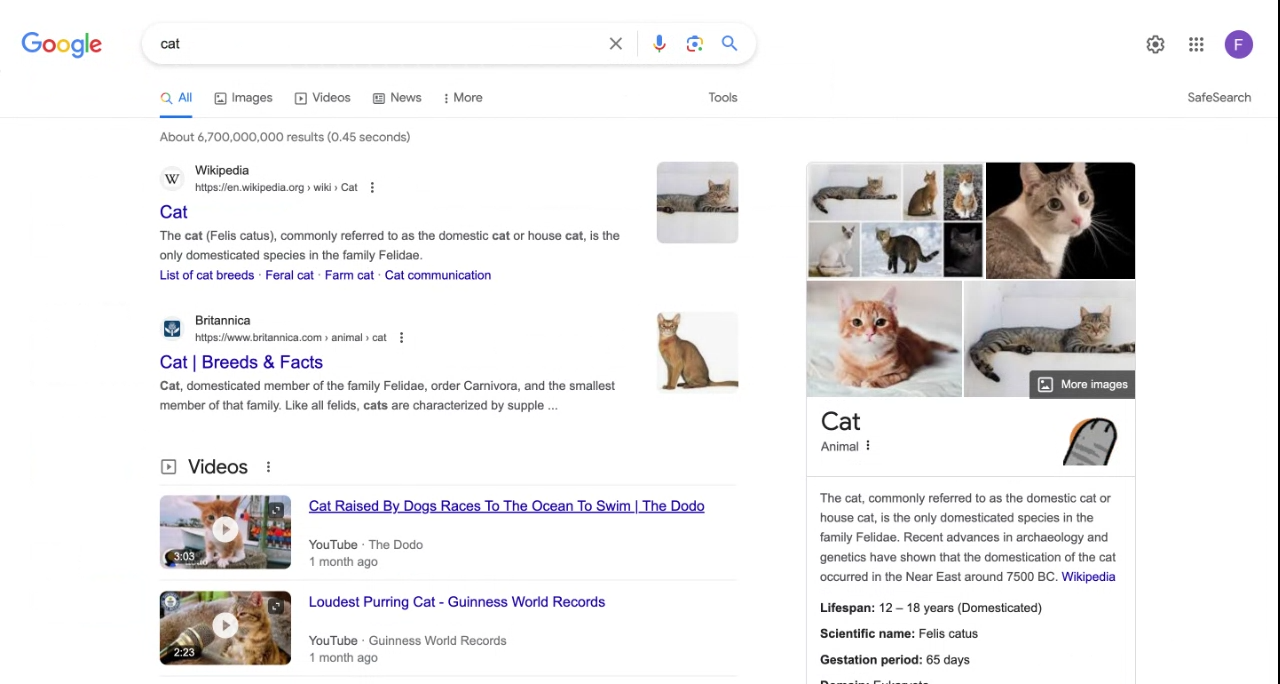 Google
cat
F
All
Images
Videos
News
More
Tools
SafeSearch
About 6,700,000,000 results (0.45 seconds)
W
Wikipedia
https://en.wikipedia.org › wiki › Cat
Cat
The cat (Felis catus), commonly referred to as the domestic cat or house cat, is the
only domesticated species in the family Felidae.
List of cat breeds · Feral cat · Farm cat · Cat communication
Britannica
https://www.britannica.com › animal › cat
Cat | Breeds & Facts
Cat, domesticated member of the family Felidae, order Carnivora, and the smallest
member of that family. Like all felids, cats are characterized by supple ...
Videos
3:03
Cat Raised By Dogs Races To The Ocean To Swim | The Dodo
YouTube · The Dodo
1 month ago
2:23
Loudest Purring Cat - Guinness World Records
YouTube · Guinness World Records
1 month ago
More images
Cat
Animal
The cat, commonly referred to as the domestic cat or
house cat, is the only domesticated species in the
family Felidae. Recent advances in archaeology and
genetics have shown that the domestication of the cat
occurred in the Near East around 7500 BC. Wikipedia
Lifespan: 12 – 18 years (Domesticated)
Scientific name: Felis catus
Gestation period: 65 days
Domain: Eukaryota